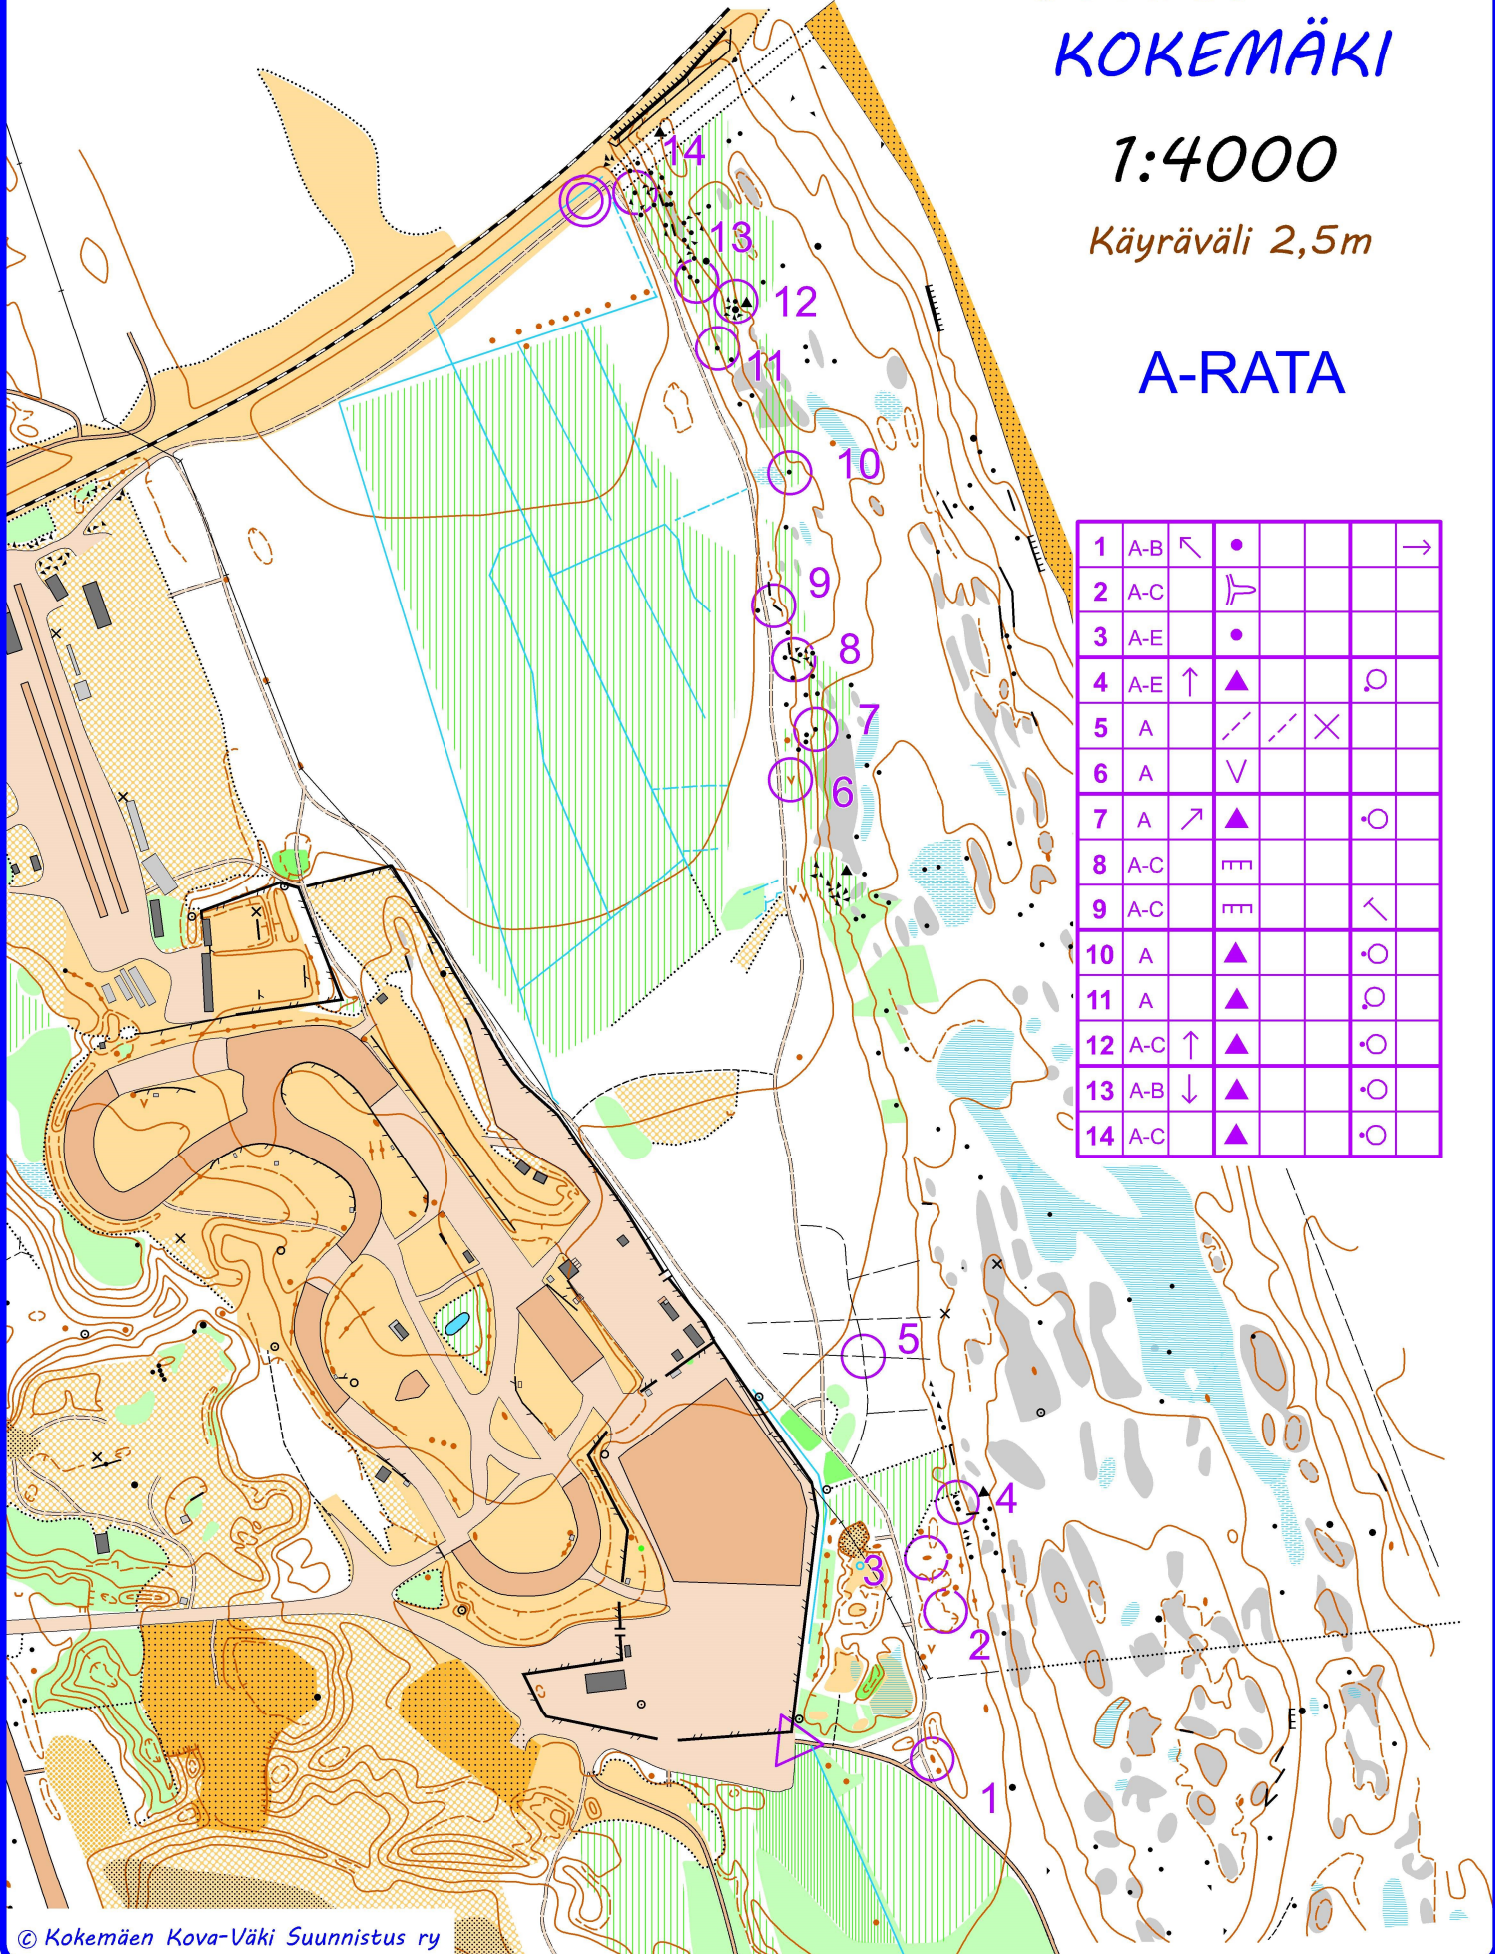 KOKEMÄKI
1:4000
Käyräväli 2,5m
A-RATA
14
13
12
11
10
9
8
7
6
5
4
3
2
1
1 A-B
2 A-C
3 A-E
4 A-E
5 A
6 A
7 A
8 A-C
9 A-C
10 A
11 A
12 A-C
13 A-B
14 A-C
© Kokemäen Kova-Väki Suunnistus ry